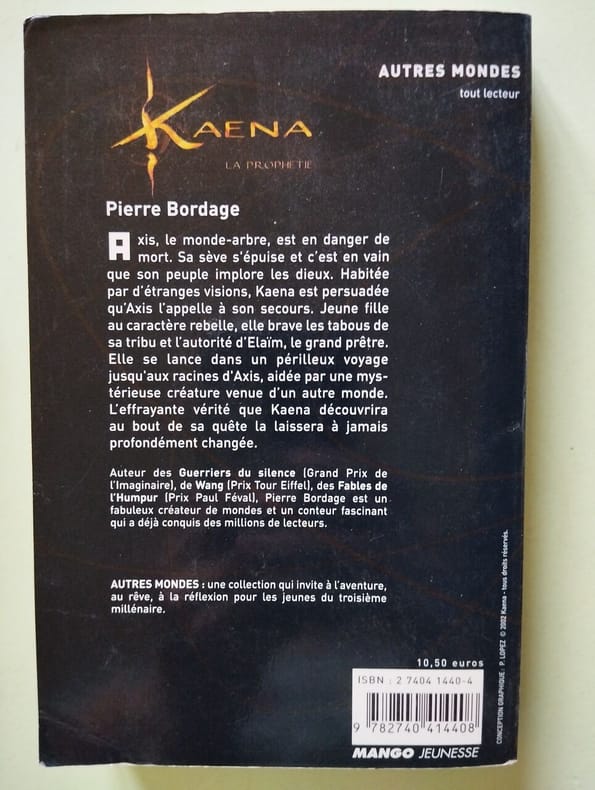 AUTRES MONDES
tout lecteur
KAENA
LA PROPHETIE
Pierre Bordage
Axis, le monde-arbre, est en danger de
mort. Sa sève s'épuise et c'est en vain
que son peuple implore les dieux. Habitée
par d'étranges visions, Kaena est persuadée
qu'Axis l'appelle à son secours. Jeune fille
au caractère rebelle, elle brave les tabous de
sa tribu et l'autorité d'Elaïm, le grand prêtre.
Elle se lance dans un périlleux voyage
jusqu'aux racines d'Axis, aidée par une mys-
térieuse créature venue d'un autre monde.
L'effrayante vérité que Kaena découvrira
au bout de sa quête la laissera à jamais
profondément changée.
Auteur des Guerriers du silence (Grand Prix de
l'Imaginaire), de Wang (Prix Tour Eiffel), des Fables de
l'Humpur (Prix Paul Féval), Pierre Bordage est un
fabuleux créateur de mondes et un conteur fascinant
qui a déjà conquis des millions de lecteurs.
AUTRES MONDES : une collection qui invite à l'aventure,
au rêve, à la réflexion pour les jeunes du troisième
millénaire.
CONCEPTION GRAPHIQUE : P. LOPEZ © 2002 Kaena - tous droits réservés.
10,50 euros
ISBN : 2 7404 1440-4
9 782740 414408
MANGO JEUNESSE